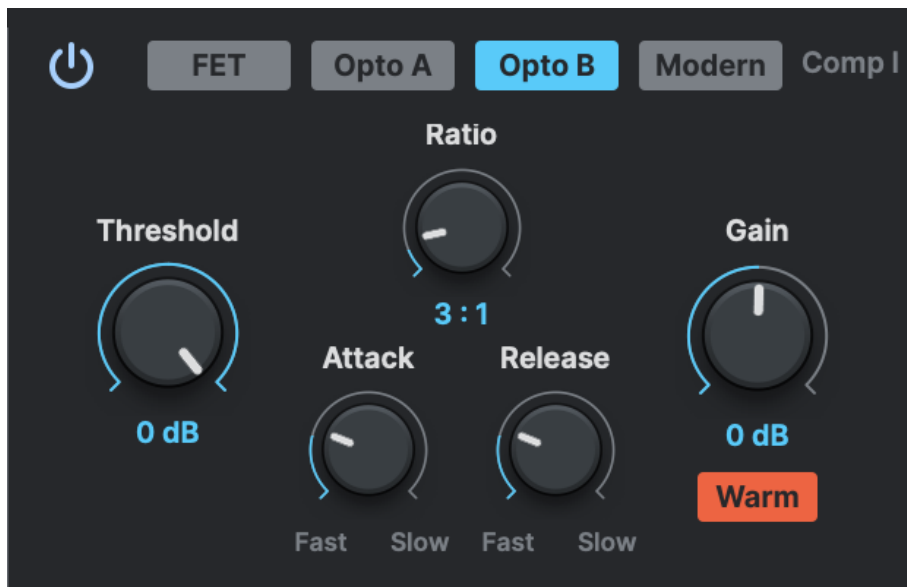 FET Opto A Opto B Modern Comp
Ratio
Threshold
Gain
3 : 1
Attack Release
0 dB
0 dB
Warm
Fast Slow Fast Slow